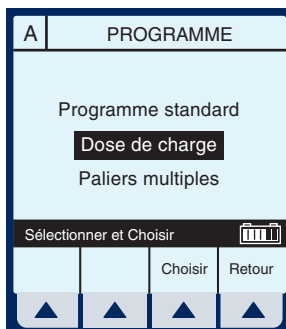 A PROGRAMME
Programme standard
Dose de charge
Paliers multiples
Sélectionner et Choisir
Choisir Retour